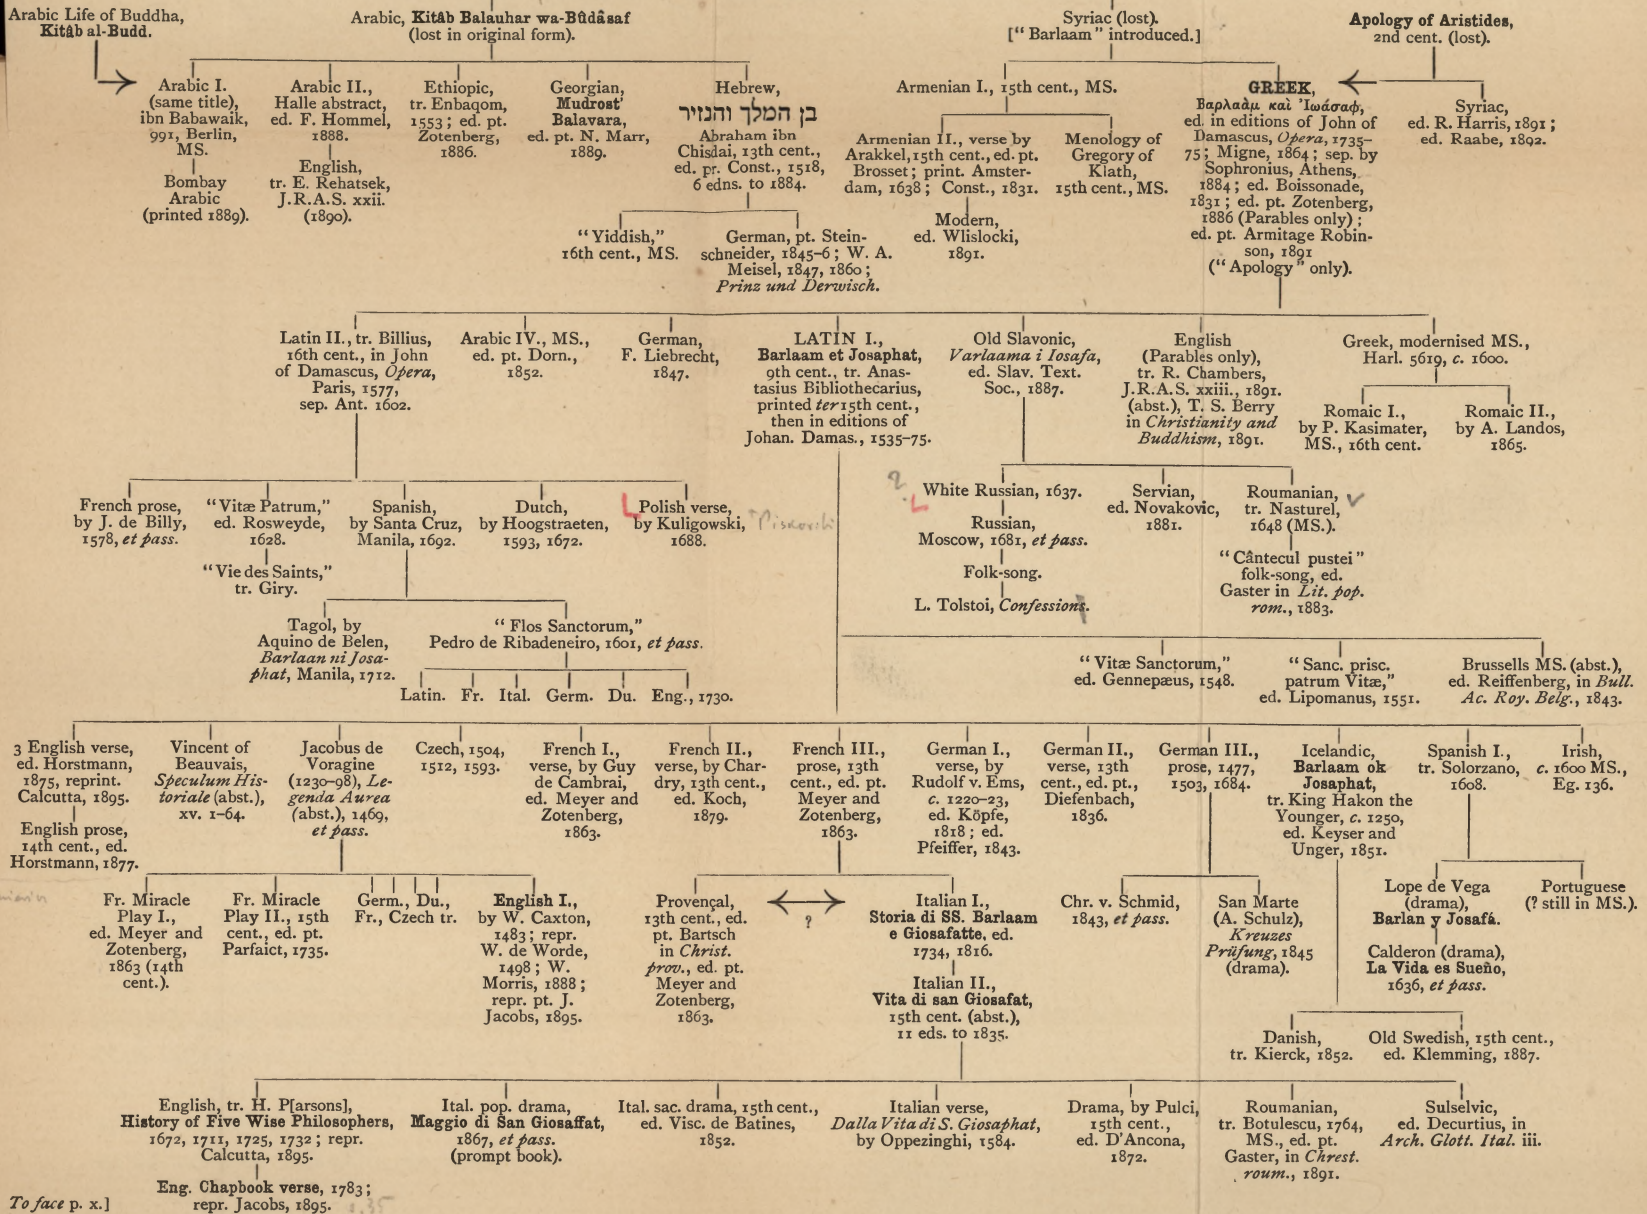 Arabic Life of Buddha,
Kitâb al-Budd.
Arabic, Kitâb Balauhar wa-Bûdâsaf
(lost in original form).
Syriac (lost).
[“Barlaam” introduced.]
Apology of Aristides,
2nd cent. (lost).
Arabic I.
(same title),
ibn Babawaik,
991, Berlin,
MS.
Bombay
Arabic
(printed 1889).
Arabic II.,
Halle abstract,
ed. F. Hommel,
1888.
English,
tr. E. Rehatsek,
J.R.A.S. xxii.
(1890).
Ethiopic,
tr. Enbaqom,
1553; ed. pt.
Zotenberg,
1886.
Georgian,
Mudrost'
Balavara,
ed. pt. N. Marr,
1889.
Hebrew,
בן המלך והנזיר
Abraham ibn
Chisdai, 13th cent.,
ed. pr. Const., 1518,
6 edns. to 1884.
“Yiddish,”
16th cent., MS.
German, pt. Stein-
schneider, 1845-6; W. A.
Meisel, 1847, 1860;
Prinz und Derwisch.
Armenian I., 15th cent., MS.
Armenian II., verse by
Arakkel, 15th cent., ed. pt.
Brosset; print. Amster-
dam, 1638; Const., 1831.
Modern,
ed. Wlislocki,
1891.
Menology of
Gregory of
Klath,
15th cent., MS.
GREEK,
Βαρλαὰμ καὶ Ἰωάσαφ,
ed. in editions of John of
Damascus, Opera, 1735-
75; Migne, 1864; sep. by
Sophronius, Athens,
1884; ed. Boissonade,
1831; ed. pt. Zotenberg,
1886 (Parables only);
ed. pt. Armitage Robin-
son, 1891
(“Apology” only).
Syriac,
ed. R. Harris, 1891;
ed. Raabe, 1892.
Latin II., tr. Billius,
16th cent., in John
of Damascus, Opera,
Paris, 1577,
sep. Ant. 1602.
Arabic IV., MS.,
ed. pt. Dorn.,
1852.
German,
F. Liebrecht,
1847.
LATIN I.,
Barlaam et Josaphat,
9th cent., tr. Anas-
tasius Bibliothecarius,
printed ter 15th cent.,
then in editions of
Johan. Damas., 1535-75.
Old Slavonic,
Varlaama i Iosafa,
ed. Slav. Text.
Soc., 1887.
English
(Parables only),
tr. R. Chambers,
J.R.A.S. xxiii., 1891.
(abst.), T. S. Berry
in Christianity and
Buddhism, 1891.
Greek, modernised MS.,
Harl. 5619, c. 1600.
Romaic I.,
by P. Kasimater,
MS., 16th cent.
Romaic II.,
by A. Landos,
1865.
French prose,
by J. de Billy,
1578, et pass.
“Vitæ Patrum,”
ed. Rosweyde,
1628.
“Vie des Saints,”
tr. Giry.
Spanish,
by Santa Cruz,
Manila, 1692.
Dutch,
by Hoogstraeten,
1593, 1672.
Polish verse,
by Kuligowski,
1688.
?
White Russian, 1637.
Russian,
Moscow, 1681, et pass.
Folk-song.
L. Tolstoi, Confessions.
Servian,
ed. Novakovic,
1881.
Roumanian,
tr. Nasturel,
1648 (MS.).
“Cântecul pustei”
folk-song, ed.
Gaster in Lit. pop.
rom., 1883.
Tagol, by
Aquino de Belen,
Barlaan ni Josa-
phat, Manila, 1712.
“Flos Sanctorum,”
Pedro de Ribadeneiro, 1601, et pass.
Latin. Fr. Ital. Germ. Du. Eng., 1730.
“Vitæ Sanctorum,”
ed. Gennepæus, 1548.
“Sanc. prisc.
patrum Vitæ,”
ed. Lipomanus, 1551.
Brussells MS. (abst.),
ed. Reiffenberg, in Bull.
Ac. Roy. Belg., 1843.
3 English verse,
ed. Horstmann,
1875, reprint.
Calcutta, 1895.
English prose,
14th cent., ed.
Horstmann, 1877.
Vincent of
Beauvais,
Speculum His-
toriale (abst.),
xv. 1-64.
Jacobus de
Voragine
(1230-98), Le-
genda Aurea
(abst.), 1469,
et pass.
Czech, 1504,
1512, 1593.
French I.,
verse, by Guy
de Cambrai,
ed. Meyer and
Zotenberg,
1863.
French II.,
verse, by Char-
dry, 13th cent.,
ed. Koch,
1879.
French III.,
prose, 13th
cent., ed. pt.
Meyer and
Zotenberg,
1863.
German I.,
verse, by
Rudolf v. Ems,
c. 1220-23,
ed. Köpfe,
1818; ed.
Pfeiffer, 1843.
German II.,
verse, 13th
cent., ed. pt.,
Diefenbach,
1836.
German III.,
prose, 1477,
1503, 1684.
Icelandic,
Barlaam ok
Josaphat,
tr. King Hakon the
Younger, c. 1250,
ed. Keyser and
Unger, 1851.
Spanish I.,
tr. Solorzano,
1608.
Irish,
c. 1600 MS.,
Eg. 136.
Fr. Miracle
Play I.,
ed. Meyer and
Zotenberg,
1863 (14th
cent.).
Fr. Miracle
Play II., 15th
cent., ed. pt.
Parfaict, 1735.
Germ., Du.,
Fr., Czech tr.
English I.,
by W. Caxton,
1483; repr.
W. de Worde,
1498; W.
Morris, 1888;
repr. pt. J.
Jacobs, 1895.
Provençal,
13th cent., ed.
pt. Bartsch
in Christ.
prov., ed. pt.
Meyer and
Zotenberg,
1863.
?
Italian I.,
Storia di SS. Barlaam
e Giosafatte, ed.
1734, 1816.
Italian II.,
Vita di san Giosafat,
15th cent. (abst.),
11 eds. to 1835.
Chr. v. Schmid,
1843, et pass.
San Marte
(A. Schulz),
Kreuzes
Prüfung, 1845
(drama).
Lope de Vega
(drama),
Barlan y Josafá.
Calderon (drama),
La Vida es Sueño,
1636, et pass.
Portuguese
(? still in MS.).
Danish,
tr. Kierck, 1852.
Old Swedish, 15th cent.,
ed. Klemming, 1887.
English, tr. H. P[arsons],
History of Five Wise Philosophers,
1672, 1711, 1725, 1732; repr.
Calcutta, 1895.
Eng. Chapbook verse, 1783;
repr. Jacobs, 1895.
Ital. pop. drama,
Maggio di San Giosaffat,
1867, et pass.
(prompt book).
Ital. sac. drama, 15th cent.,
ed. Visc. de Batines,
1852.
Italian verse,
Dalla Vita di S. Giosaphat,
by Oppezinghi, 1584.
Drama, by Pulci,
15th cent.,
ed. D'Ancona,
1872.
Roumanian,
tr. Botulescu, 1764,
MS., ed. pt.
Gaster, in Chrest.
roum., 1891.
Sulselvic,
ed. Decurtius, in
Arch. Glott. Ital. iii.
To face p. x.]